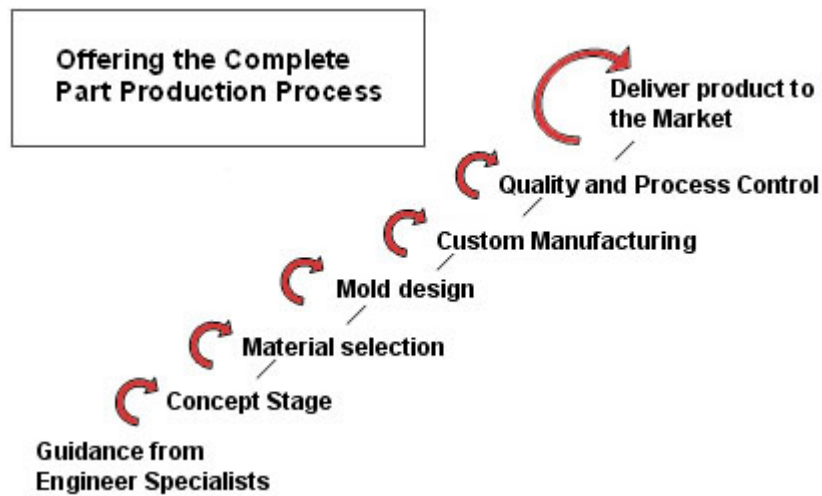 Offering the Complete
Part Production Process
Deliver product to
the Market
Quality and Process Control
Custom Manufacturing
Mold design
Material selection
Concept Stage
Guidance from
Engineer Specialists